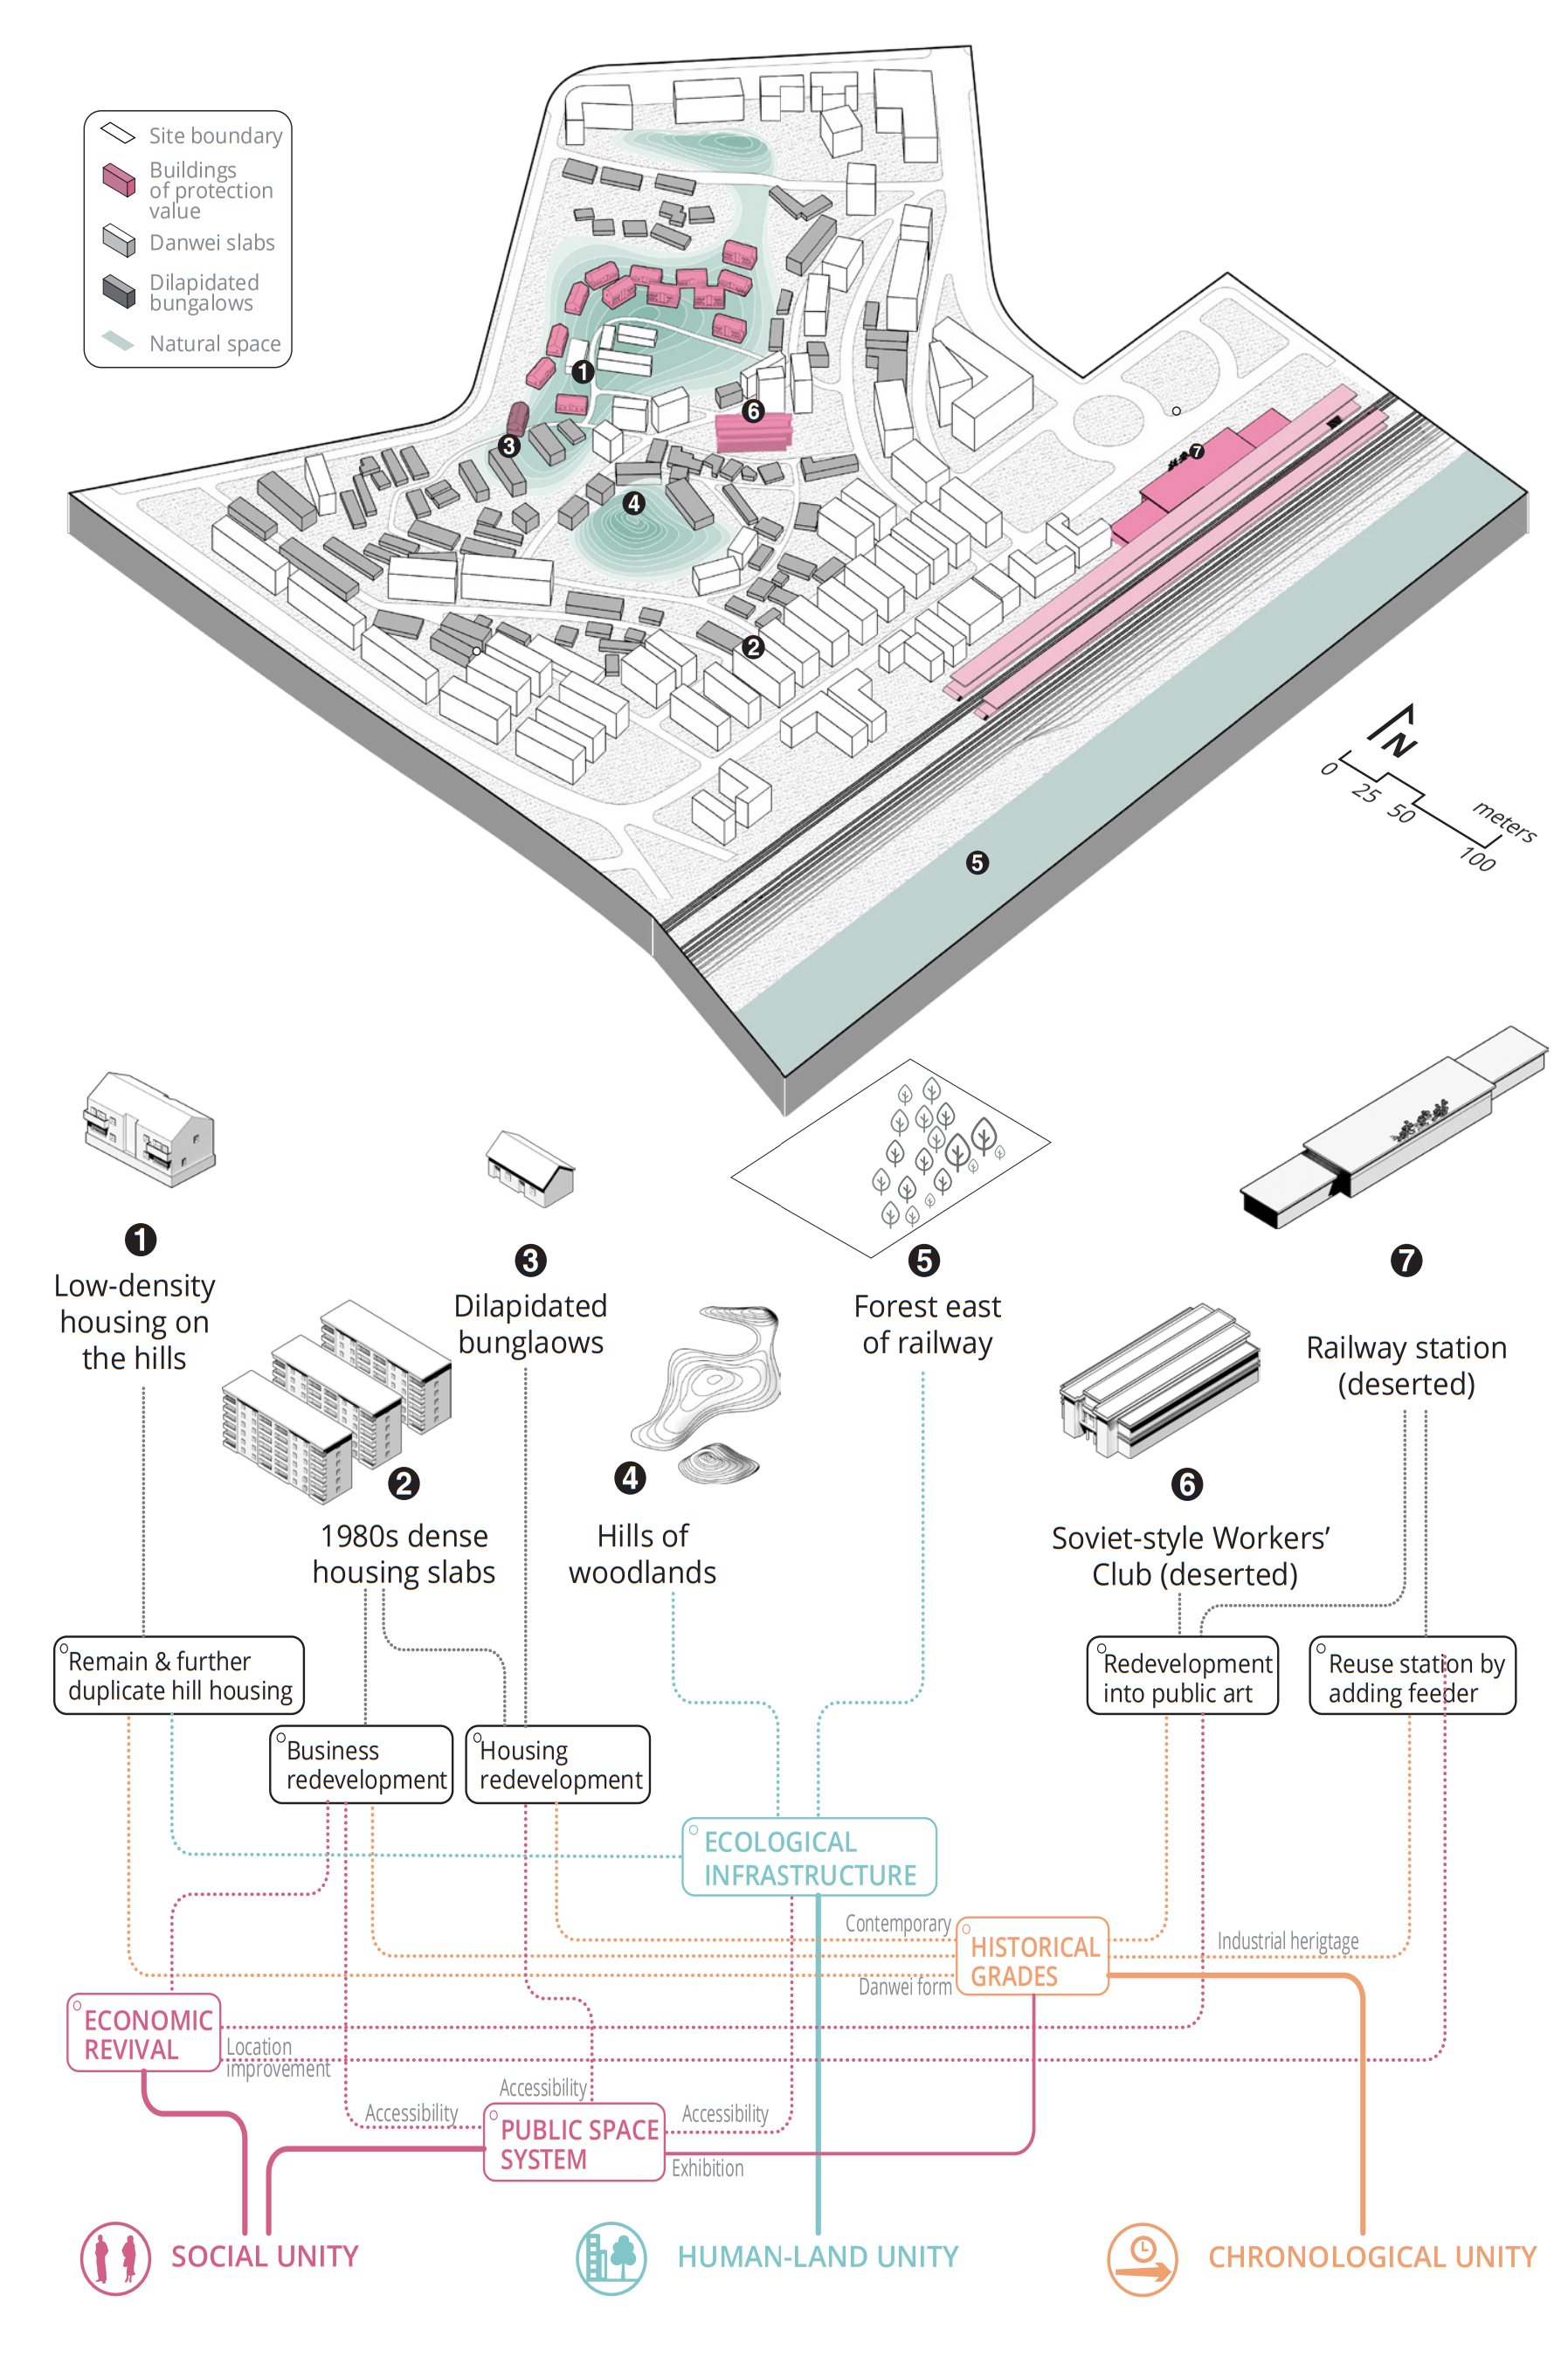 Site boundary
Buildings
of protection
value
Danwei slabs
Dilapidated
bungalows
Natural space
1
2
3
4
5
6
7
N
0
25
50
100
meters
1
Low-density
housing on
the hills
2
1980s dense
housing slabs
3
Dilapidated
bunglaows
4
Hills of
woodlands
5
Forest east
of railway
6
Soviet-style Workers’
Club (deserted)
7
Railway station
(deserted)
Remain & further
duplicate hill housing
Business
redevelopment
Housing
redevelopment
Redevelopment
into public art
Reuse station by
adding feeder
ECOLOGICAL
INFRASTRUCTURE
Contemporary
HISTORICAL
GRADES
Industrial herigtage
Danwei form
ECONOMIC
REVIVAL
Location
improvement
Accessibility
Accessibility
Accessibility
PUBLIC SPACE
SYSTEM
Exhibition
SOCIAL UNITY
HUMAN-LAND UNITY
CHRONOLOGICAL UNITY